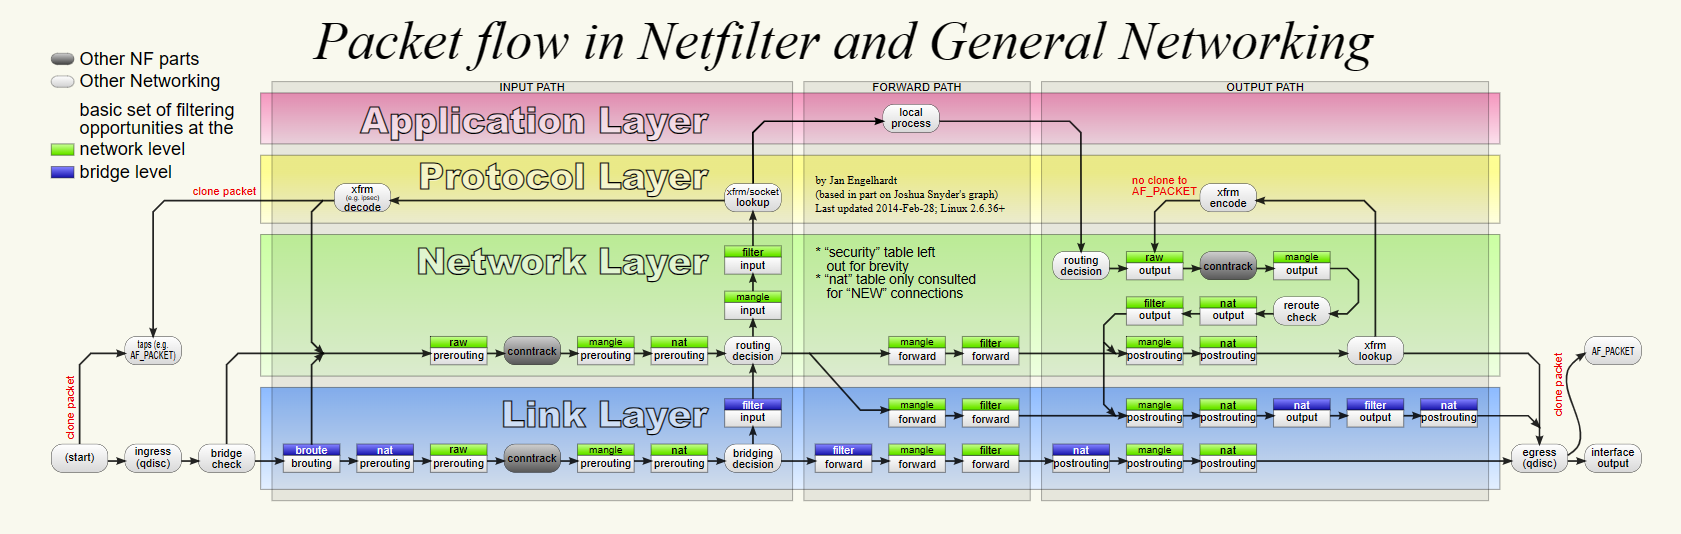 Packet flow in Netfilter and General Networking
Other NF parts
Other Networking
basic set of filtering
opportunities at the
network level
bridge level
INPUT PATH
FORWARD PATH
OUTPUT PATH
Application Layer
local
process
Protocol Layer
clone packet
xfrm
(e.g. ipsec)
decode
xfrm/socket
lookup
by Jan Engelhardt
(based in part on Joshua Snyder's graph)
Last updated 2014-Feb-28; Linux 2.6.36+
no clone to
AF_PACKET
xfrm
encode
Network Layer
filter
input
mangle
input
* “security” table left
out for brevity
* “nat” table only consulted
for “NEW” connections
routing
decision
raw
output
conntrack
mangle
output
filter
output
nat
output
reroute
check
taps (e.g.
AF_PACKET)
raw
prerouting
conntrack
mangle
prerouting
nat
prerouting
routing
decision
mangle
forward
filter
forward
mangle
postrouting
nat
postrouting
xfrm
lookup
clone packet
AF_PACKET
Link Layer
filter
input
mangle
forward
filter
forward
mangle
postrouting
nat
postrouting
nat
output
filter
output
nat
postrouting
clone packet
(start)
ingress
(qdisc)
bridge
check
broute
brouting
nat
prerouting
raw
prerouting
conntrack
mangle
prerouting
nat
prerouting
bridging
decision
filter
forward
mangle
forward
filter
forward
nat
postrouting
mangle
postrouting
nat
postrouting
egress
(qdisc)
interface
output